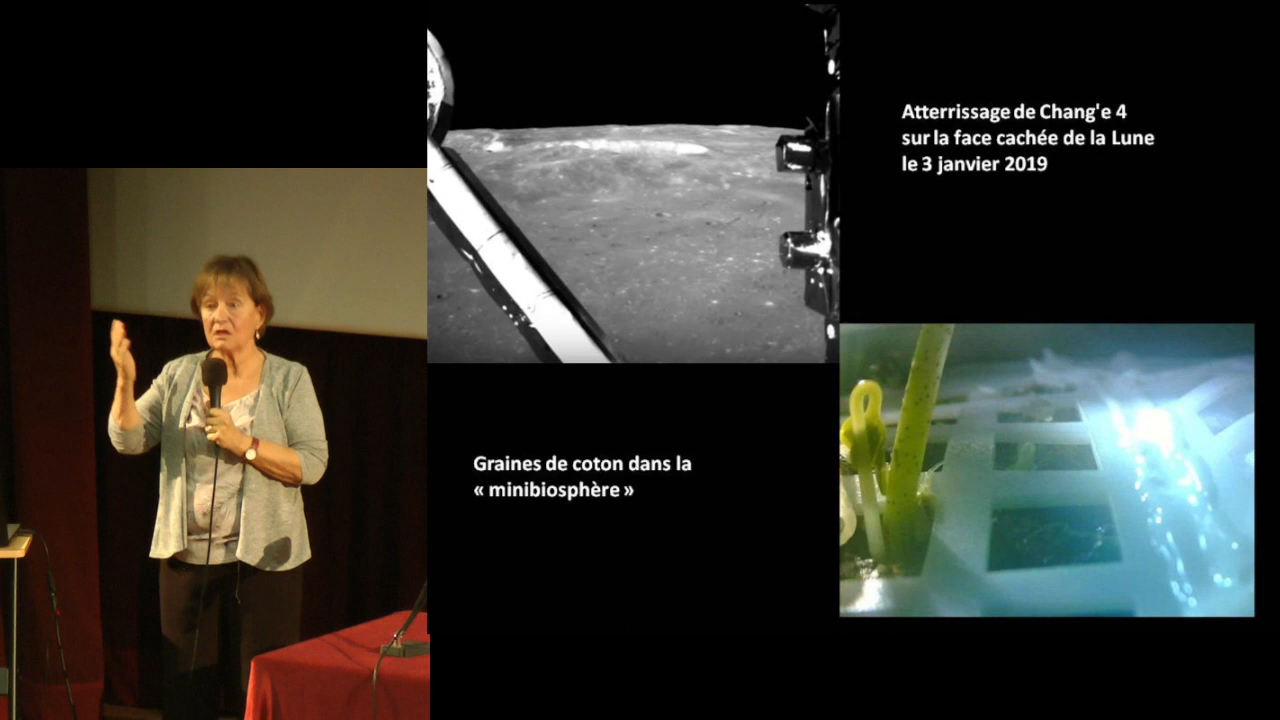 Atterrissage de Chang'e 4
sur la face cachée de la Lune
le 3 janvier 2019
Graines de coton dans la
« minibiosphère »